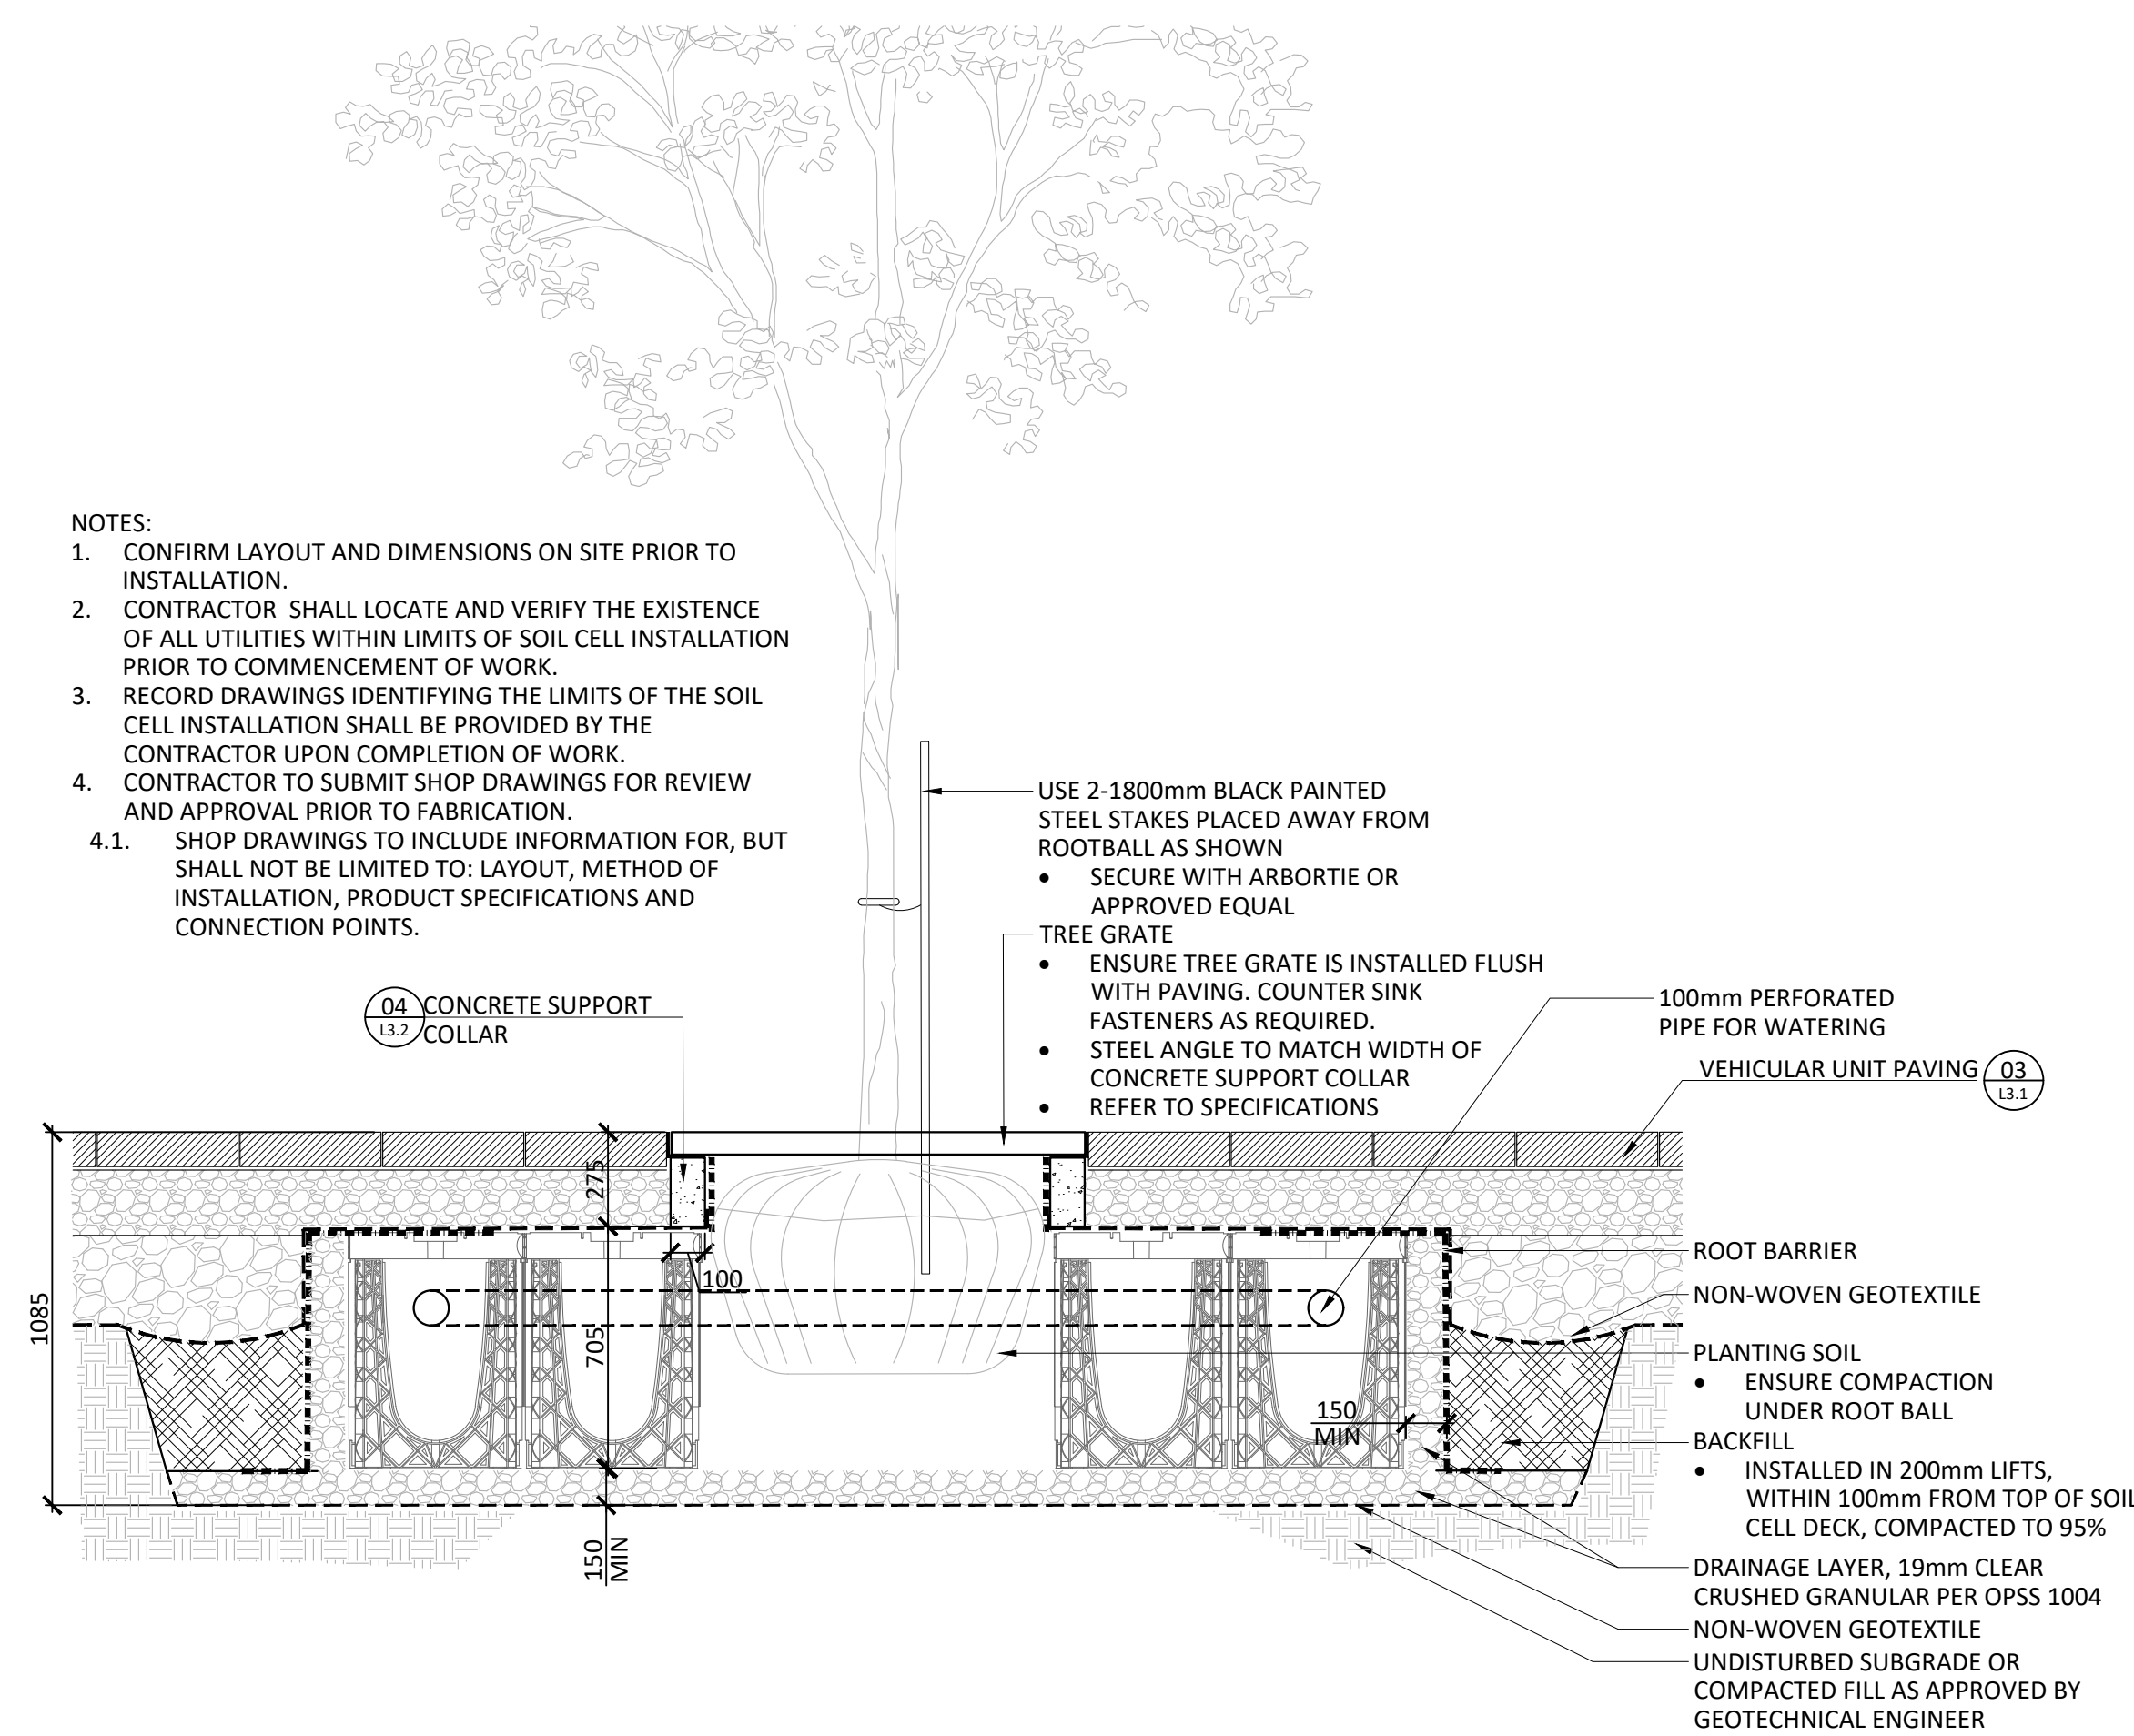 NOTES:
1. CONFIRM LAYOUT AND DIMENSIONS ON SITE PRIOR TO
INSTALLATION.
2. CONTRACTOR SHALL LOCATE AND VERIFY THE EXISTENCE
OF ALL UTILITIES WITHIN LIMITS OF SOIL CELL INSTALLATION
PRIOR TO COMMENCEMENT OF WORK.
3. RECORD DRAWINGS IDENTIFYING THE LIMITS OF THE SOIL
CELL INSTALLATION SHALL BE PROVIDED BY THE
CONTRACTOR UPON COMPLETION OF WORK.
4. CONTRACTOR TO SUBMIT SHOP DRAWINGS FOR REVIEW
AND APPROVAL PRIOR TO FABRICATION.
4.1. SHOP DRAWINGS TO INCLUDE INFORMATION FOR, BUT
SHALL NOT BE LIMITED TO: LAYOUT, METHOD OF
INSTALLATION, PRODUCT SPECIFICATIONS AND
CONNECTION POINTS.
USE 2-1800mm BLACK PAINTED
STEEL STAKES PLACED AWAY FROM
ROOTBALL AS SHOWN
• SECURE WITH ARBORTIE OR
APPROVED EQUAL
TREE GRATE
• ENSURE TREE GRATE IS INSTALLED FLUSH
WITH PAVING. COUNTER SINK
FASTENERS AS REQUIRED.
• STEEL ANGLE TO MATCH WIDTH OF
CONCRETE SUPPORT COLLAR
• REFER TO SPECIFICATIONS
04
L3.2
CONCRETE SUPPORT
COLLAR
100mm PERFORATED
PIPE FOR WATERING
VEHICULAR UNIT PAVING
03
L3.1
275
100
1085
705
150
MIN
150
MIN
ROOT BARRIER
NON-WOVEN GEOTEXTILE
PLANTING SOIL
• ENSURE COMPACTION
UNDER ROOT BALL
BACKFILL
• INSTALLED IN 200mm LIFTS,
WITHIN 100mm FROM TOP OF SOIL
CELL DECK, COMPACTED TO 95%
DRAINAGE LAYER, 19mm CLEAR
CRUSHED GRANULAR PER OPSS 1004
NON-WOVEN GEOTEXTILE
UNDISTURBED SUBGRADE OR
COMPACTED FILL AS APPROVED BY
GEOTECHNICAL ENGINEER